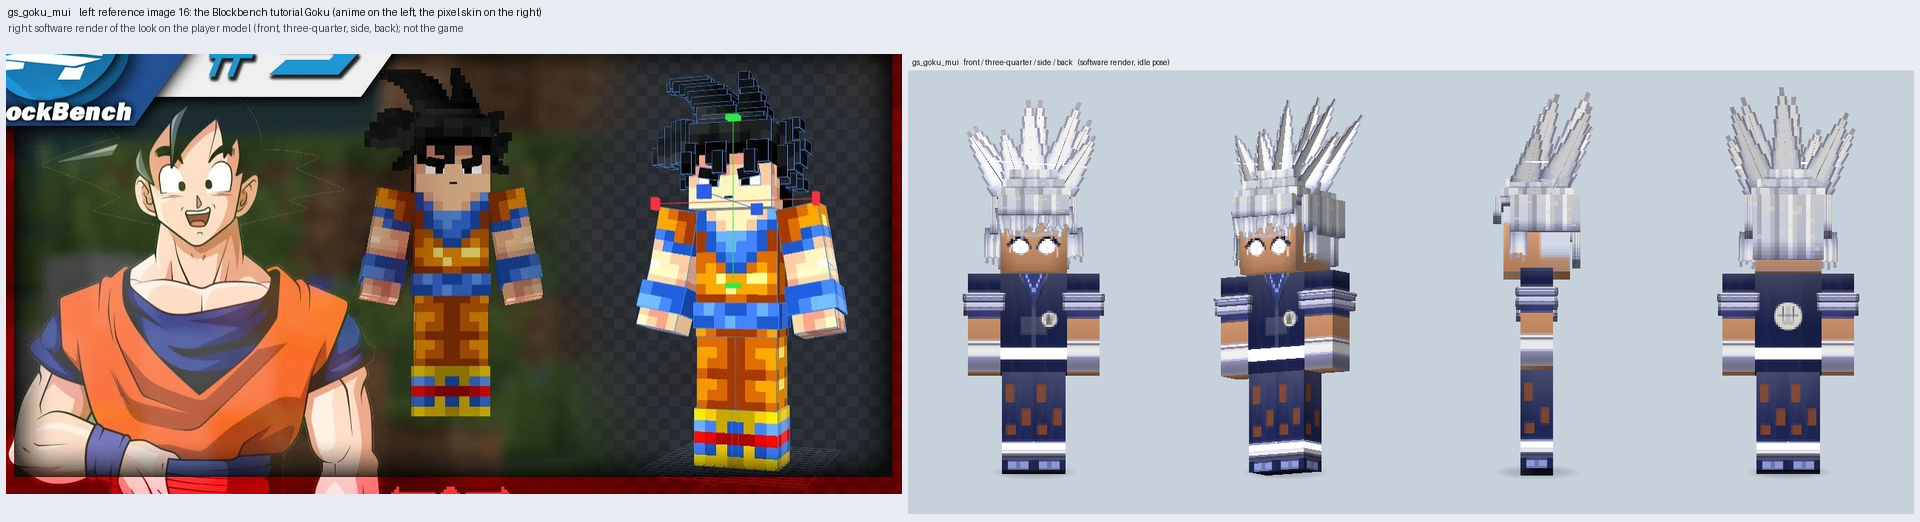 gs_goku_mui left: reference image 16: the Blockbench tutorial Goku (anime on the left, the pixel skin on the right)
right: software render of the look on the player model (front, three-quarter, side, back); not the game
gs_goku_mui front / three-quarter / side / back (software render, idle pose)
ockBench